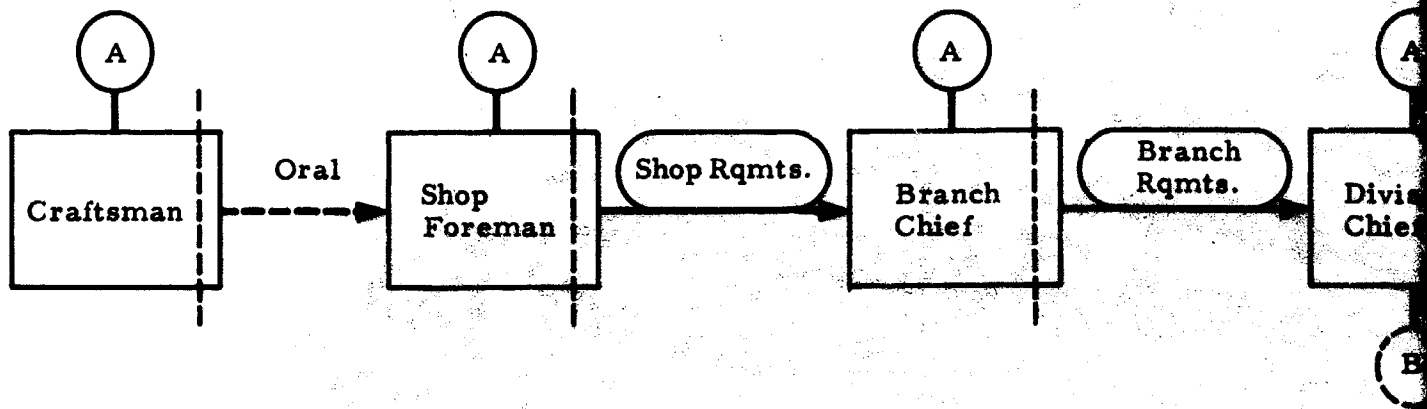 A
A
A
A
Craftsman
Oral
Shop
Foreman
Shop Rqmts.
Branch
Chief
Branch
Rqmts.
B